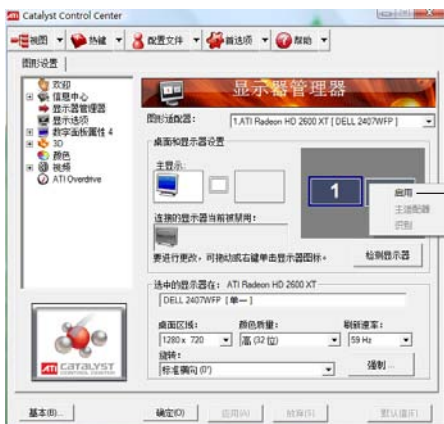 ATI Catalyst Control Center
视图 热键 配置文件 首选项 帮助
图形设置
欢迎
信息中心
显示器管理器
显示选项
数字面板属性 4
3D
颜色
视频
ATI Overdrive
ATI CATALYST
CONTROL CENTER
显示器管理器
图形适配器:
1.ATI Radeon HD 2600 XT [ DELL 2407WFP ]
桌面和显示器设置
主显示:
1
启用
主适配器
识别
连接的显示器当前被禁用:
要进行更改,可拖动或右键单击显示器图标。
检测显示器
选中的显示器在: ATI Radeon HD 2600 XT
DELL 2407WFP [ 单一 ]
桌面区域: 颜色质量: 刷新速率:
1280 x 720 高 (32 位) 59 Hz
旋转:
标准横向 (0°)
强制 ...
基本(B)... 确定(O) 应用(A) 放弃(S) 默认值(F)